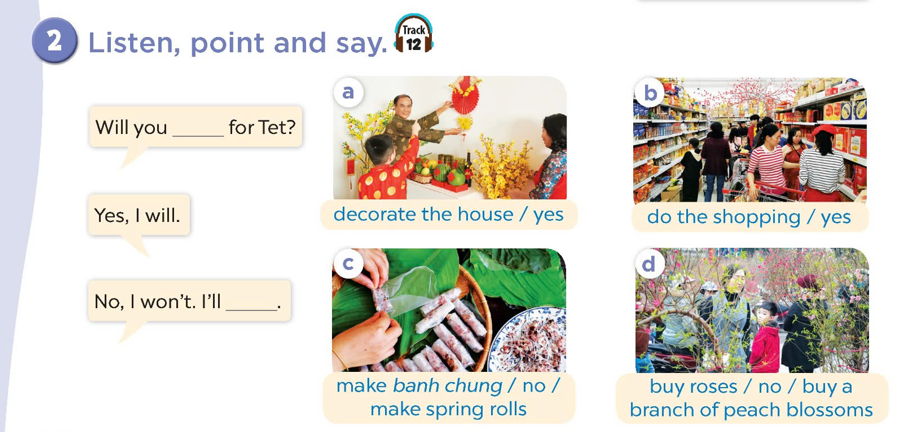 2 Listen, point and say. Track 12
Will you _____ for Tet?
Yes, I will.
No, I won't. I'll _____.
a
decorate the house / yes
b
do the shopping / yes
c
make banh chung / no /
make spring rolls
d
buy roses / no / buy a
branch of peach blossoms